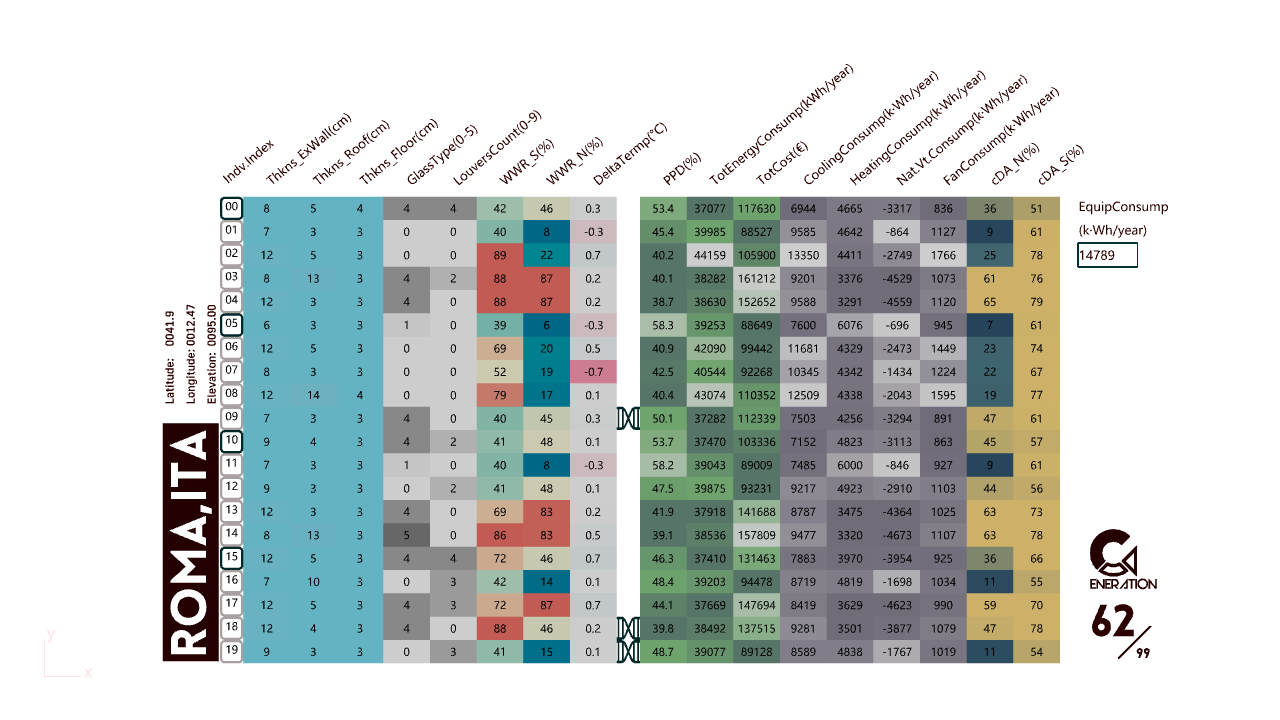 Indv.Index Thkns_ExWall(cm) Thkns_Roof(cm) Thkns_Floor(cm) GlassType(0-5) LouversCount(0-9) WWR_S(%) WWR_N(%) DeltaTermp(°C) PPD(%) TotEnergyConsump(kWh/year) TotCost(€) CoolingConsump(k·Wh/year) HeatingConsump(k·Wh/year) Nat.Vt.Consump(k·Wh/year) FanConsump(k·Wh/year) cDA_N(%) cDA_S(%)
00 8 5 4 4 4 42 46 0.3 53.4 37077 117630 6944 4665 -3317 836 36 51
01 7 3 3 0 0 40 8 -0.3 45.4 39985 88527 9585 4642 -864 1127 9 61
02 12 5 3 0 0 89 22 0.7 40.2 44159 105900 13350 4411 -2749 1766 25 78
03 8 13 3 4 2 88 87 0.2 40.1 38282 161212 9201 3376 -4529 1073 61 76
04 12 3 3 4 0 88 87 0.2 38.7 38630 152652 9588 3291 -4559 1120 65 79
05 6 3 3 1 0 39 6 -0.3 58.3 39253 88649 7600 6076 -696 945 7 61
06 12 5 3 0 0 69 20 0.5 40.9 42090 99442 11681 4329 -2473 1449 23 74
07 8 3 3 0 0 52 19 -0.7 42.5 40544 92268 10345 4342 -1434 1224 22 67
08 12 14 4 0 0 79 17 0.1 40.4 43074 110352 12509 4338 -2043 1595 19 77
09 7 3 3 4 0 40 45 0.3 50.1 37282 112339 7503 4256 -3294 891 47 61
10 9 4 3 4 2 41 48 0.1 53.7 37470 103336 7152 4823 -3113 863 45 57
11 7 3 3 1 0 40 8 -0.3 58.2 39043 89009 7485 6000 -846 927 9 61
12 9 3 3 0 2 41 48 0.1 47.5 39875 93231 9217 4923 -2910 1103 44 56
13 12 3 3 4 0 69 83 0.2 41.9 37918 141688 8787 3475 -4364 1025 63 73
14 8 13 3 5 0 86 83 0.5 39.1 38536 157809 9477 3320 -4673 1107 63 78
15 12 5 3 4 4 72 46 0.7 46.3 37410 131463 7883 3970 -3954 925 36 66
16 7 10 3 0 3 42 14 0.1 48.4 39203 94478 8719 4819 -1698 1034 11 55
17 12 5 3 4 3 72 87 0.7 44.1 37669 147694 8419 3629 -4623 990 59 70
18 12 4 3 4 0 88 46 0.2 39.8 38492 137515 9281 3501 -3877 1079 47 78
19 9 3 3 0 3 41 15 0.1 48.7 39077 89128 8589 4838 -1767 1019 11 54
EquipConsump
(k·Wh/year)
14789
Latitude: 0041.9
Longitude: 0012.47
Elevation: 0095.00
ROMA,ITA
GENERATION
62/99
y
x